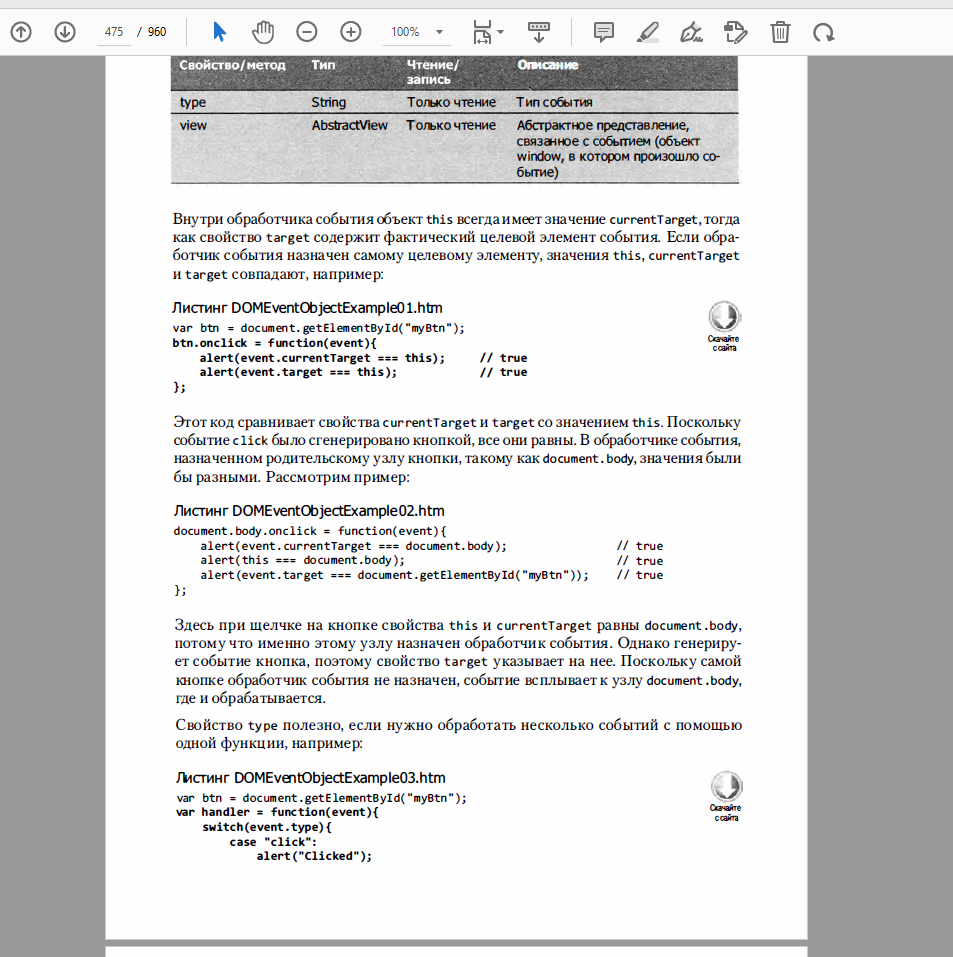 475 / 960
100%
Свойство/метод Тип Чтение/ Описание
запись
type String Только чтение Тип события
view AbstractView Только чтение Абстрактное представление,
связанное с событием (объект
window, в котором произошло со-
бытие)
Внутри обработчика события объект this всегда имеет значение currentTarget, тогда
как свойство target содержит фактический целевой элемент события. Если обра-
ботчик события назначен самому целевому элементу, значения this, currentTarget
и target совпадают, например:
Листинг DOMEventObjectExample01.htm
var btn = document.getElementById("myBtn");
btn.onclick = function(event){
alert(event.currentTarget === this); // true
alert(event.target === this); // true
};
Скачайте
с сайта
Этот код сравнивает свойства currentTarget и target со значением this. Поскольку
событие click было сгенерировано кнопкой, все они равны. В обработчике события,
назначенном родительскому узлу кнопки, такому как document.body, значения были
бы разными. Рассмотрим пример:
Листинг DOMEventObjectExample02.htm
document.body.onclick = function(event){
alert(event.currentTarget === document.body); // true
alert(this === document.body); // true
alert(event.target === document.getElementById("myBtn")); // true
};
Здесь при щелчке на кнопке свойства this и currentTarget равны document.body,
потому что именно этому узлу назначен обработчик события. Однако генериру-
ет событие кнопка, поэтому свойство target указывает на нее. Поскольку самой
кнопке обработчик события не назначен, событие всплывает к узлу document.body,
где и обрабатывается.
Свойство type полезно, если нужно обработать несколько событий с помощью
одной функции, например:
Листинг DOMEventObjectExample03.htm
var btn = document.getElementById("myBtn");
var handler = function(event){
switch(event.type){
case "click":
alert("Clicked");
Скачайте
с сайта